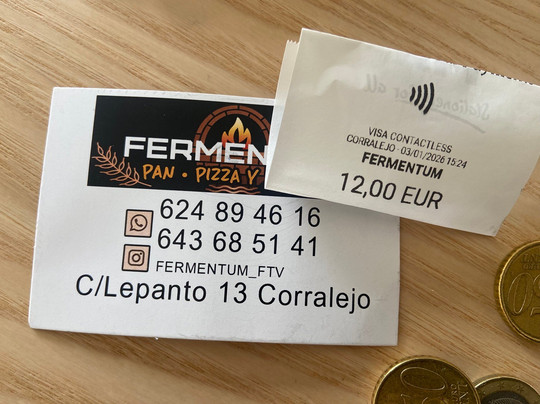 FERMEN
PAN • PIZZA Y
624 89 46 16
643 68 51 41
FERMENTUM_FTV
C/Lepanto 13 Corralejo
VISA CONTACTLESS
CORRALEJO - 03/01/2026 15:24
FERMENTUM
12,00 EUR